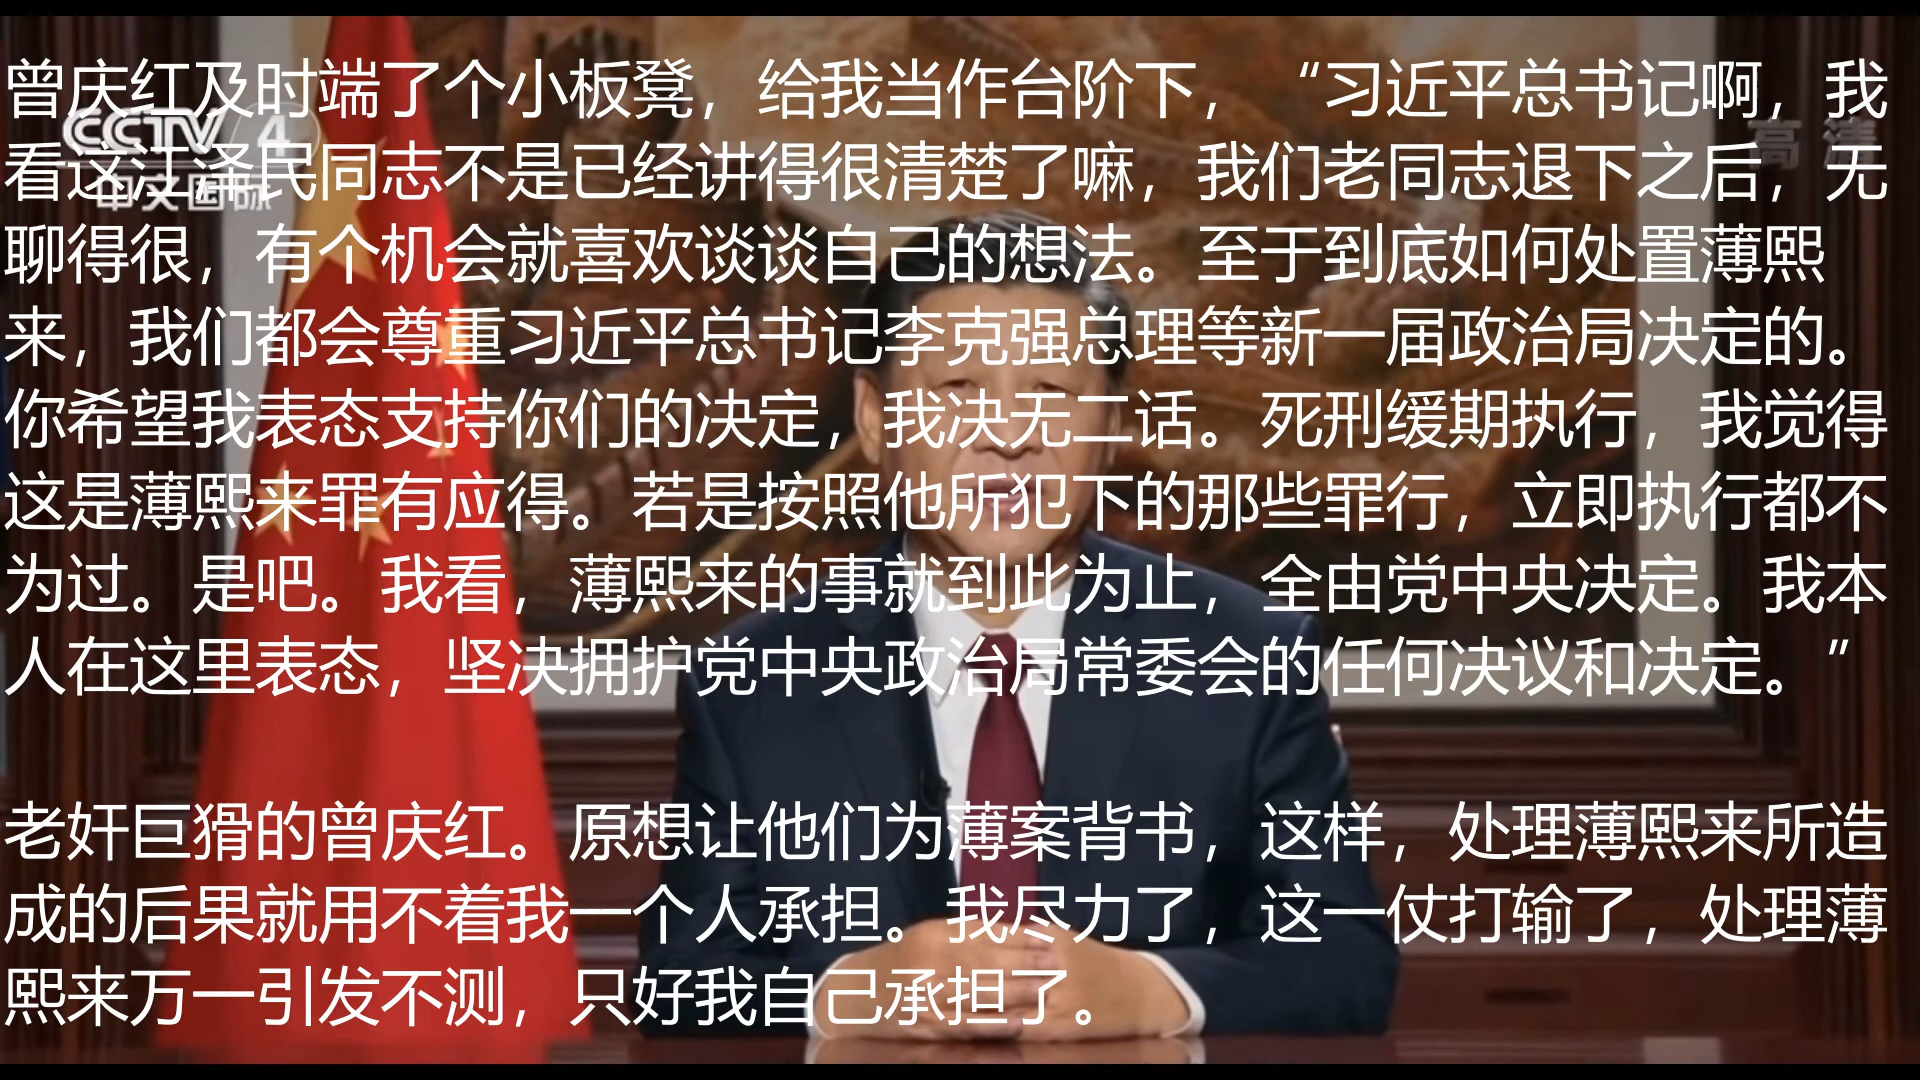 曾庆红及时端了个小板凳，给我当作台阶下，“习近平总书记啊，我
看这江泽民同志不是已经讲得很清楚了嘛，我们老同志退下之后，无
聊得很，有个机会就喜欢谈谈自己的想法。至于到底如何处置薄熙
来，我们都会尊重习近平总书记李克强总理等新一届政治局决定的。
你希望我表态支持你们的决定，我决无二话。死刑缓期执行，我觉得
这是薄熙来罪有应得。若是按照他所犯下的那些罪行，立即执行都不
为过。是吧。我看，薄熙来的事就到此为止，全由党中央决定。我本
人在这里表态，坚决拥护党中央政治局常委会的任何决议和决定。”
老奸巨猾的曾庆红。原想让他们为薄案背书，这样，处理薄熙来所造
成的后果就用不着我一个人承担。我尽力了，这一仗打输了，处理薄
熙来万一引发不测，只好我自己承担了。
CCTV 4
中文国际
高清